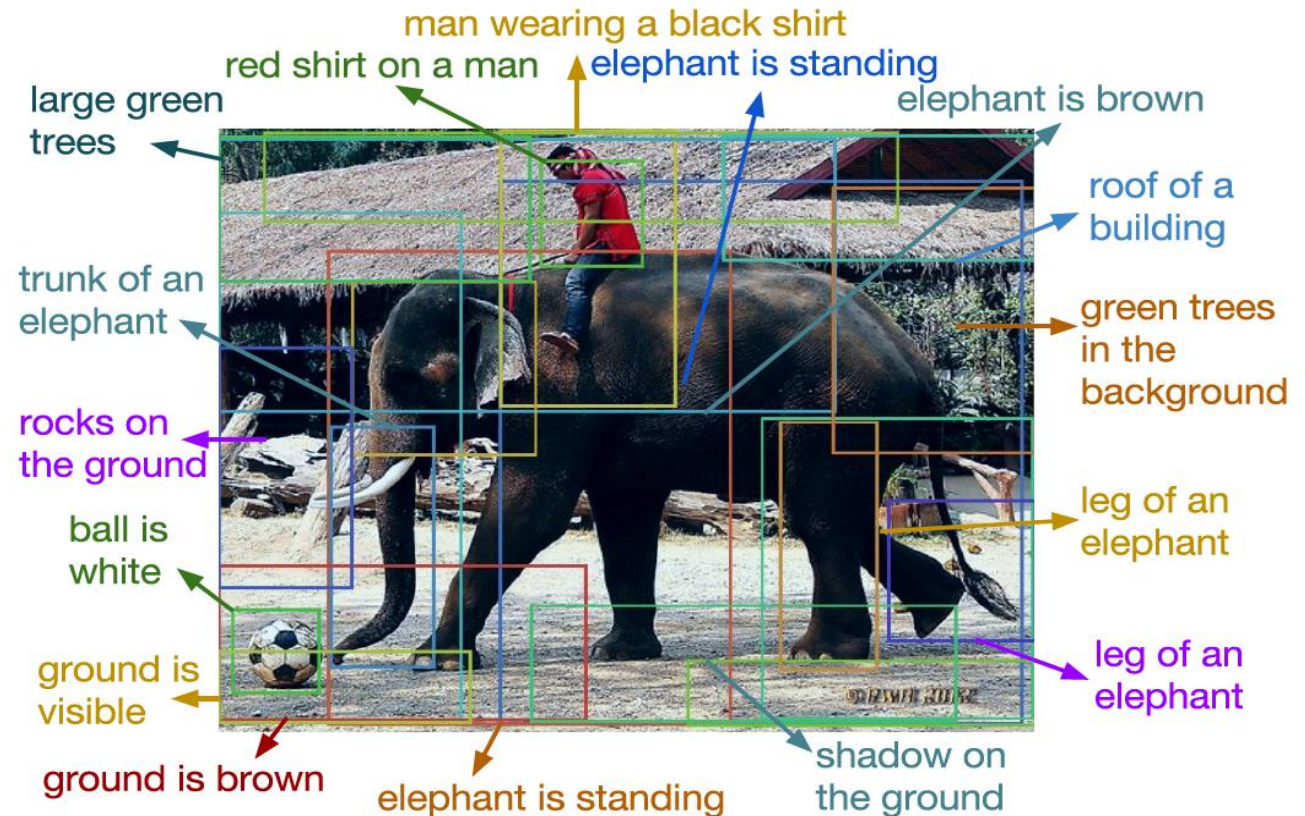 man wearing a black shirt
red shirt on a man
elephant is standing
large green
trees
elephant is brown
roof of a
building
trunk of an
elephant
green trees
in the
background
rocks on
the ground
leg of an
elephant
ball is
white
ground is
visible
leg of an
elephant
ground is brown
elephant is standing
shadow on
the ground